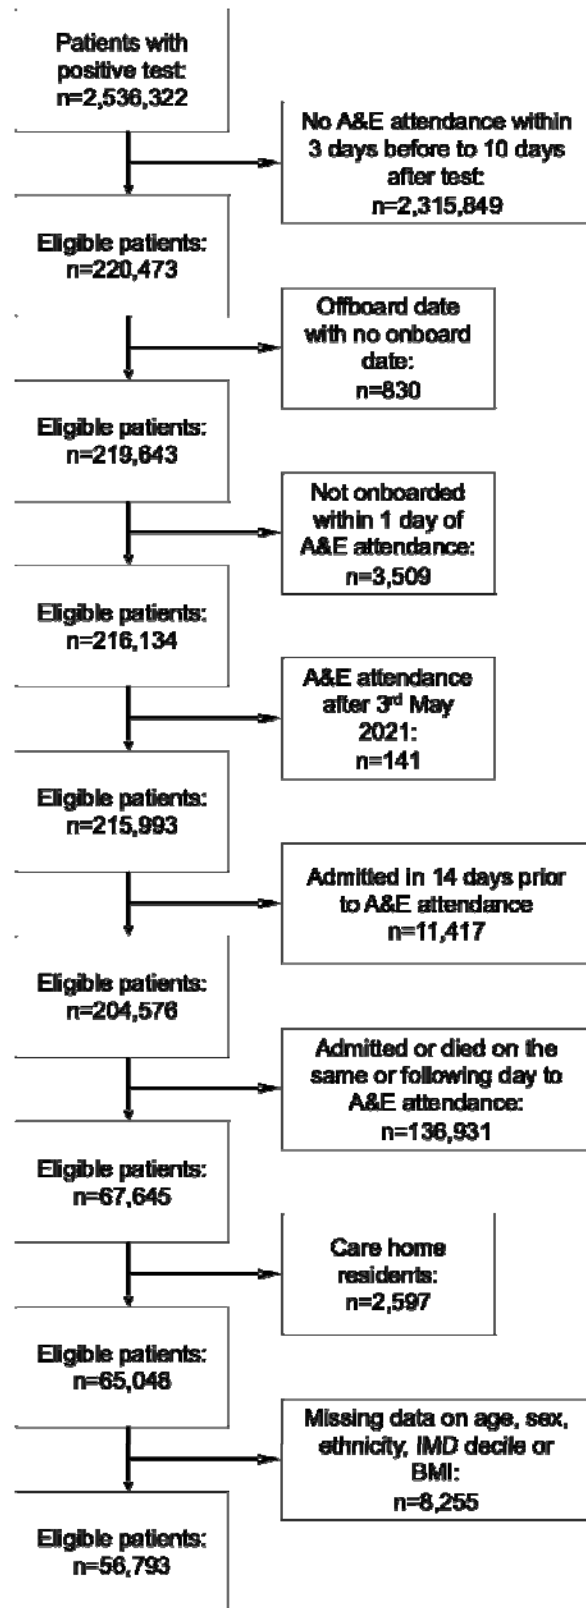 Patients with
positive test:
n=2,536,322
No A&E attendance within
3 days before to 10 days
after test:
n=2,315,849
Eligible patients:
n=220,473
Offboard date
with no onboard
date:
n=830
Eligible patients:
n=219,643
Not onboarded
within 1 day of
A&E attendance:
n=3,509
Eligible patients:
n=216,134
A&E attendance
after 3rd May
2021:
n=141
Eligible patients:
n=215,993
Admitted in 14 days prior
to A&E attendance
n=11,417
Eligible patients:
n=204,576
Admitted or died on the
same or following day to
A&E attendance:
n=136,931
Eligible patients:
n=67,645
Care home
residents:
n=2,597
Eligible patients:
n=65,048
Missing data on age, sex,
ethnicity, IMD decile or
BMI:
n=8,255
Eligible patients:
n=56,793